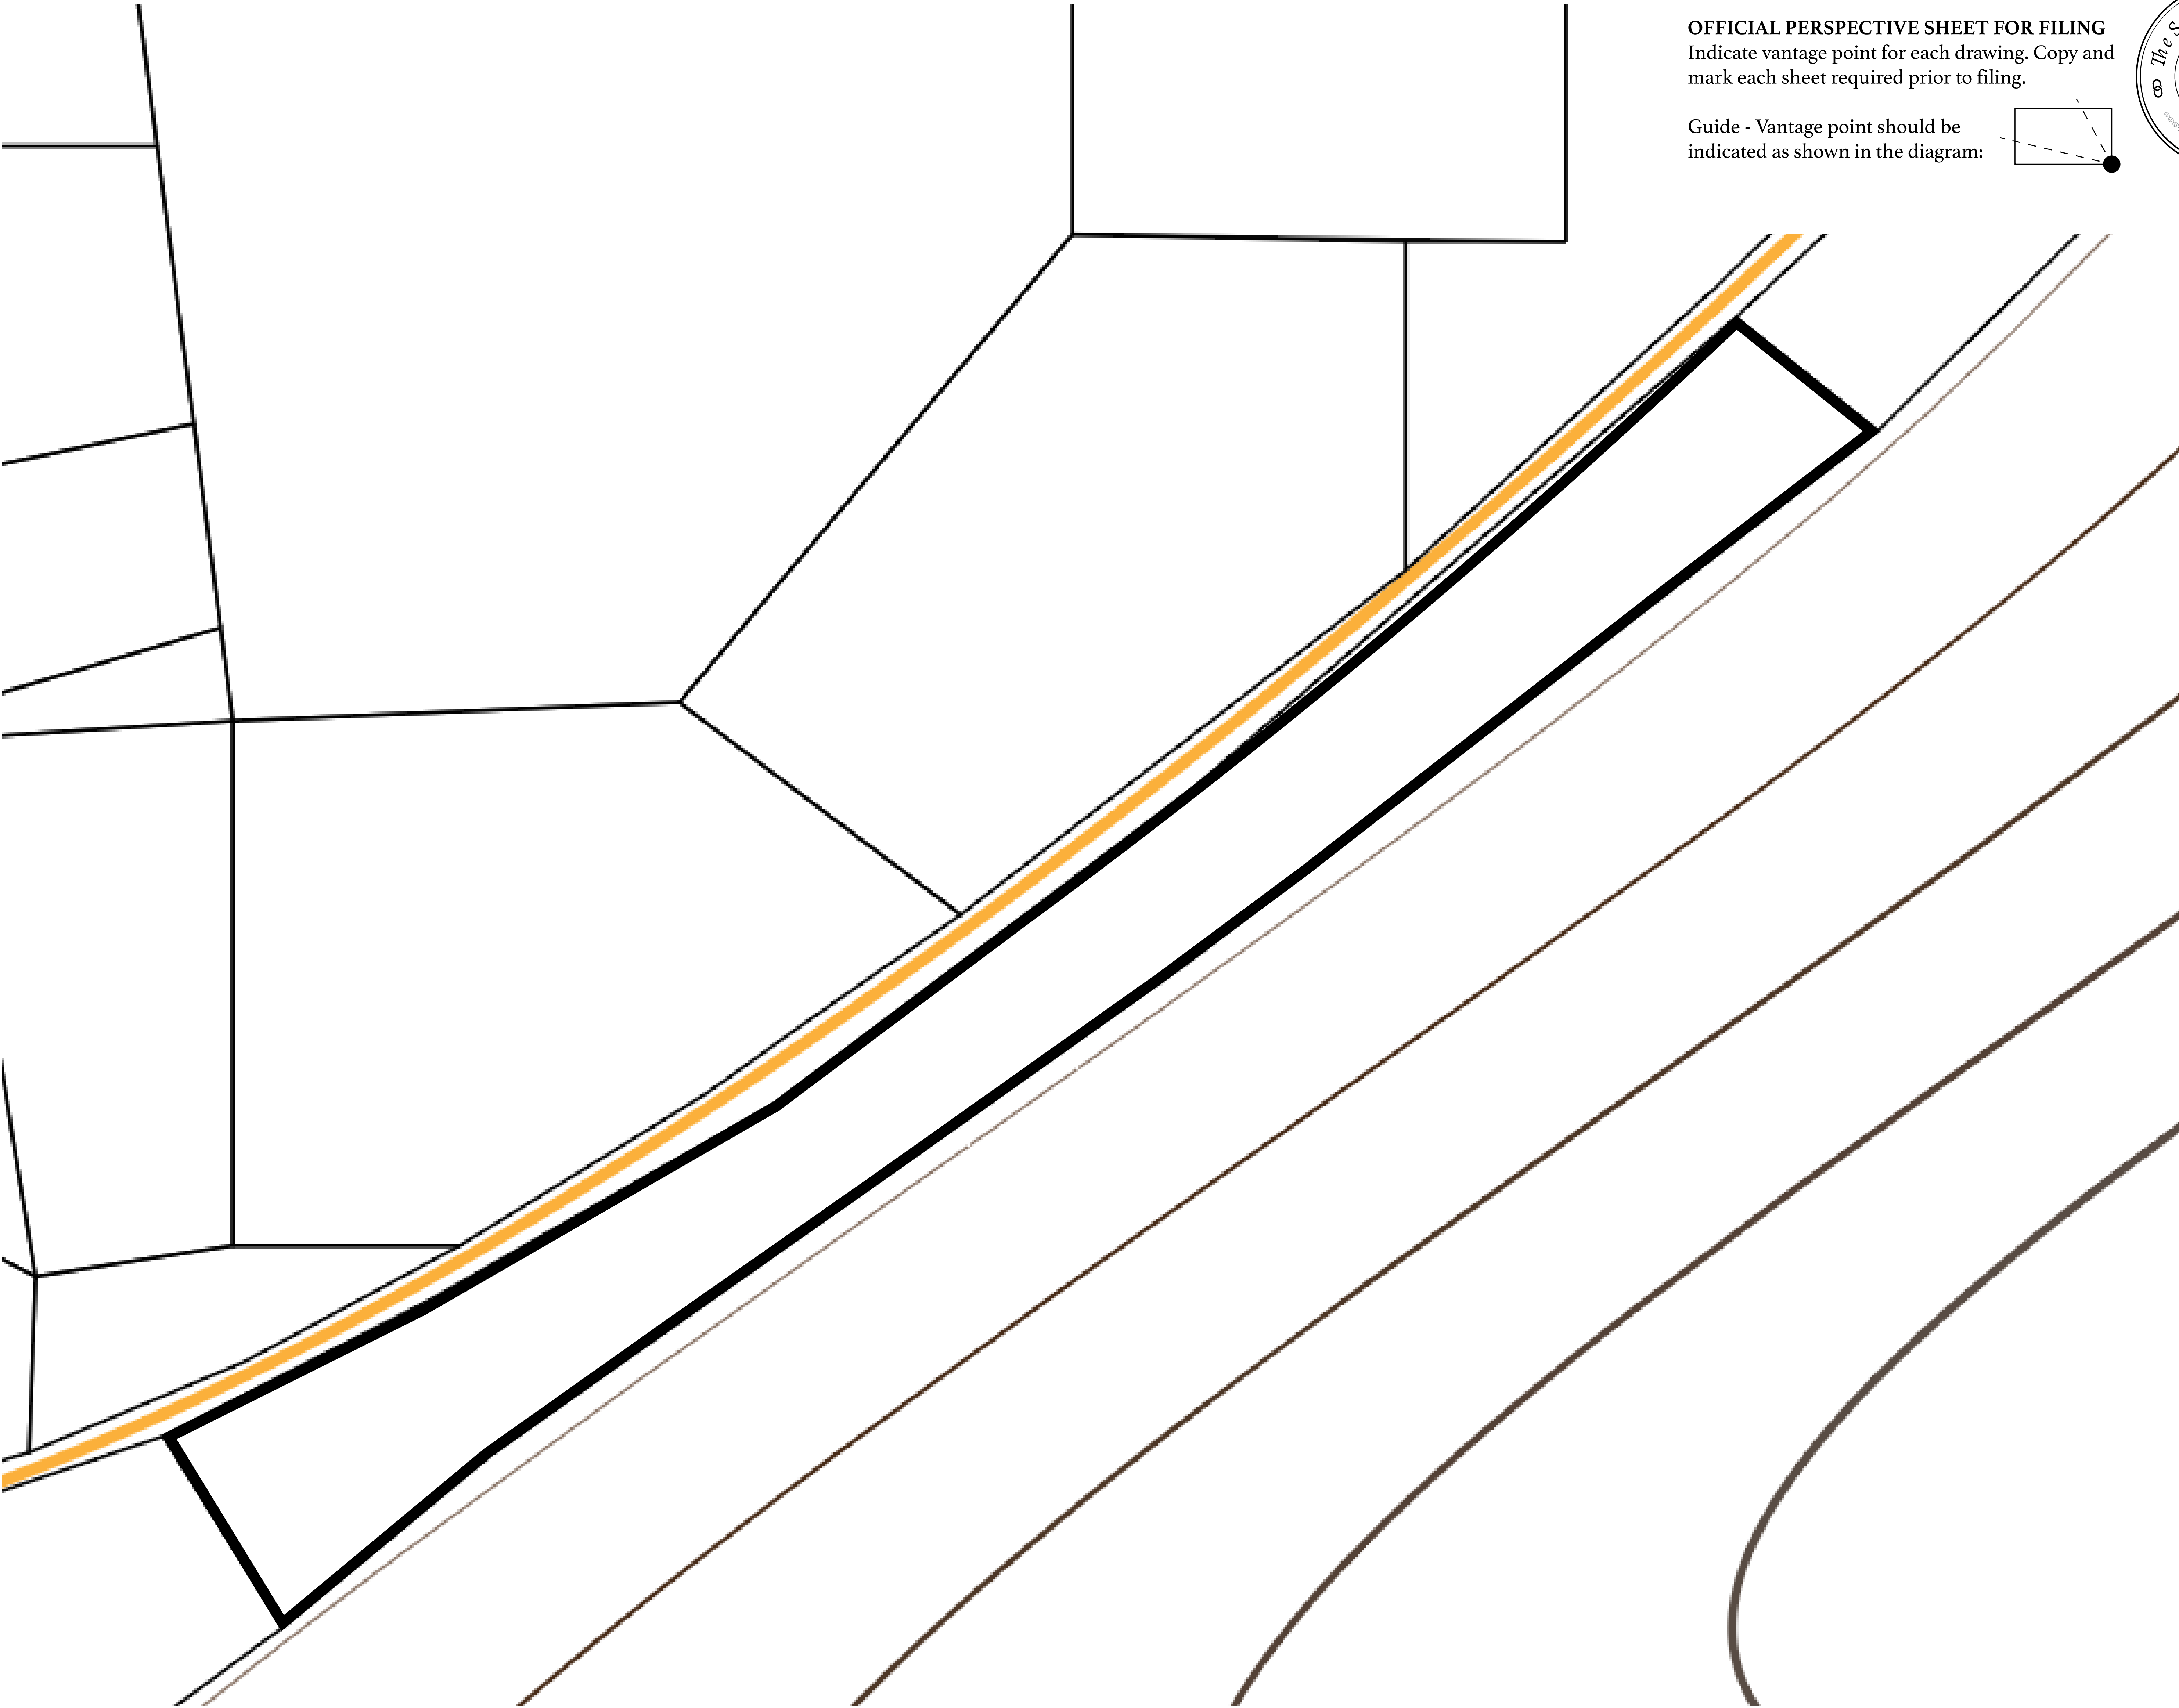 OFFICIAL PERSPECTIVE SHEET FOR FILING
Indicate vantage point for each drawing. Copy and
mark each sheet required prior to filing.
Guide - Vantage point should be
indicated as shown in the diagram:
The S